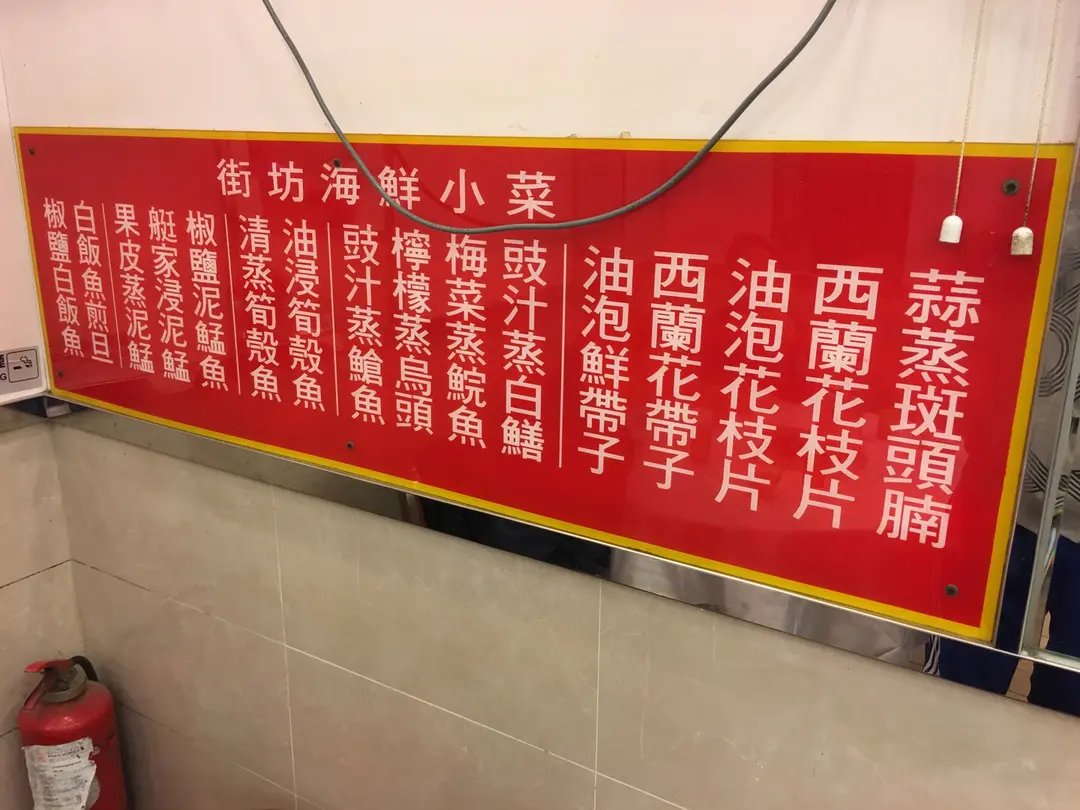 街坊海鮮小菜
蒜蒸斑頭腩
西蘭花枝片
油泡花枝片
西蘭花帶子
油泡鮮帶子
豉汁蒸白鱔
梅菜蒸鯇魚
檸檬蒸烏頭
豉汁蒸鱠魚
油浸筍殼魚
清蒸筍殼魚
椒鹽泥鯭魚
艇家浸泥鯭
果皮蒸泥鯭
白飯魚煎旦
椒鹽白飯魚